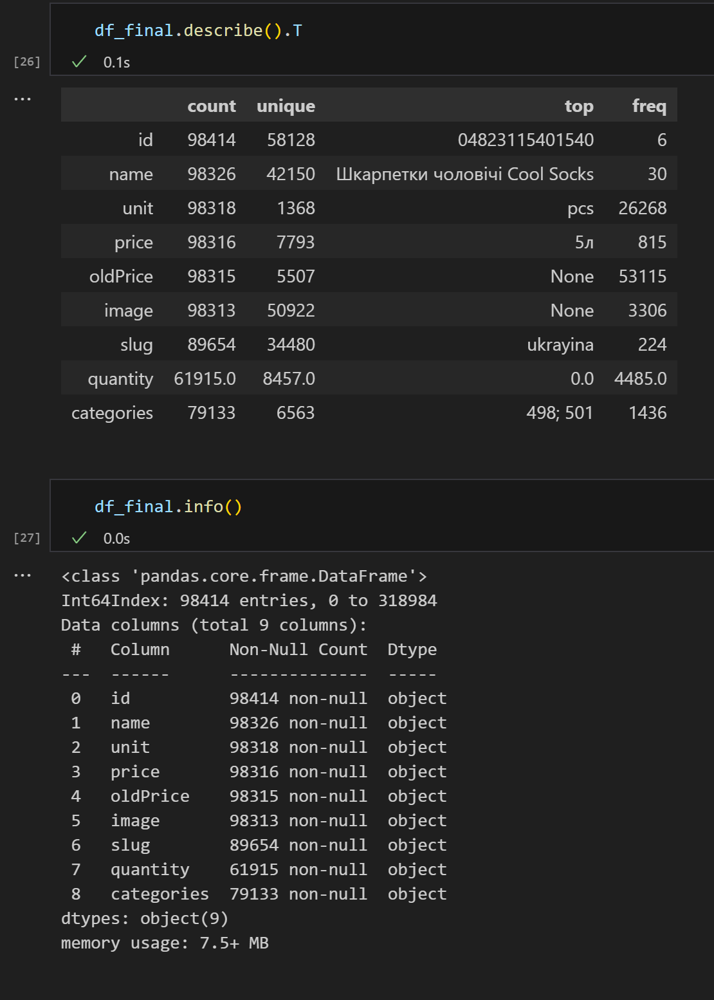 df_final.describe().T
[26] ✓ 0.1s
...
count unique top freq
id 98414 58128 04823115401540 6
name 98326 42150 Шкарпетки чоловічі Cool Socks 30
unit 98318 1368 pcs 26268
price 98316 7793 5л 815
oldPrice 98315 5507 None 53115
image 98313 50922 None 3306
slug 89654 34480 ukrayina 224
quantity 61915.0 8457.0 0.0 4485.0
categories 79133 6563 498; 501 1436
df_final.info()
[27] ✓ 0.0s
...
<class 'pandas.core.frame.DataFrame'>
Int64Index: 98414 entries, 0 to 318984
Data columns (total 9 columns):
# Column Non-Null Count Dtype
--- ------ -------------- -----
0 id 98414 non-null object
1 name 98326 non-null object
2 unit 98318 non-null object
3 price 98316 non-null object
4 oldPrice 98315 non-null object
5 image 98313 non-null object
6 slug 89654 non-null object
7 quantity 61915 non-null object
8 categories 79133 non-null object
dtypes: object(9)
memory usage: 7.5+ MB